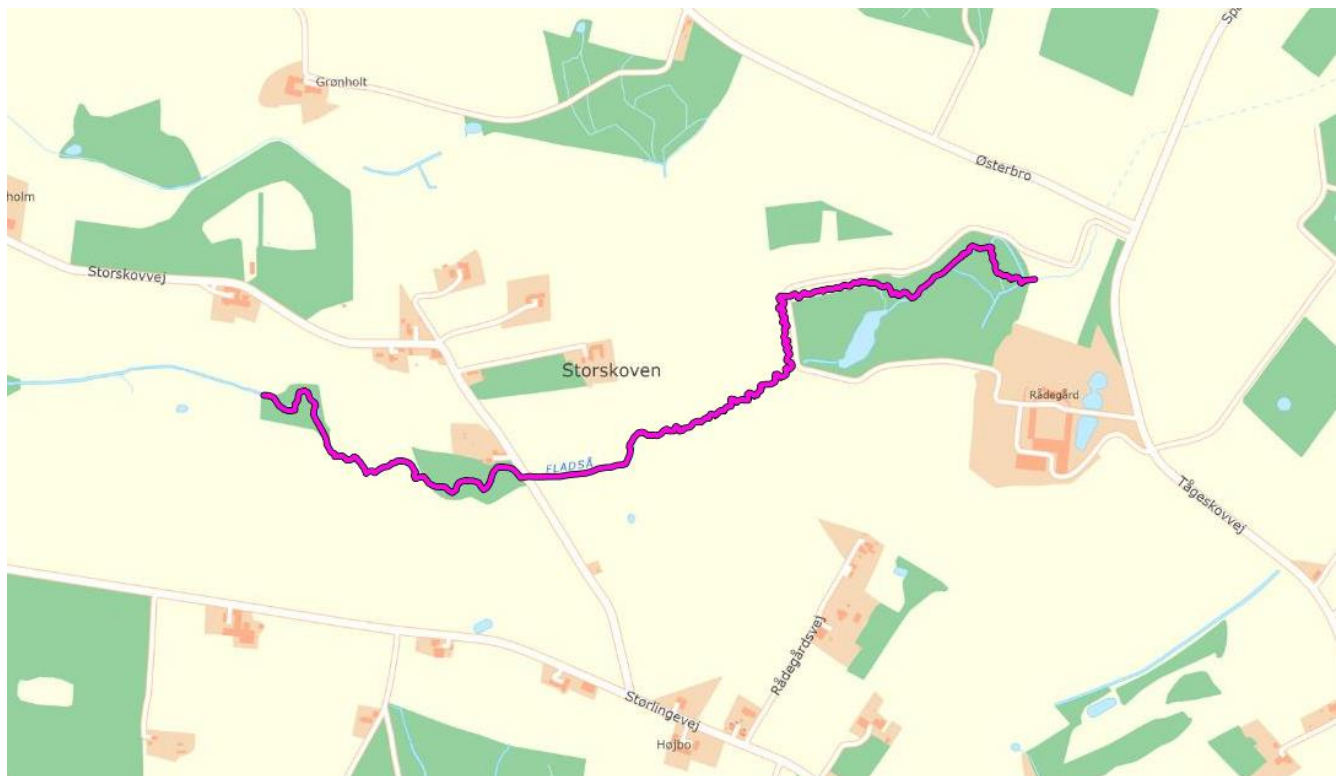 Grønholt
Østerbro
holm
Storskovvej
Storskoven
Rådegård
FLADSÅ
Tågeskovvej
Rådegårdsvej
Størlingevej
Højbo